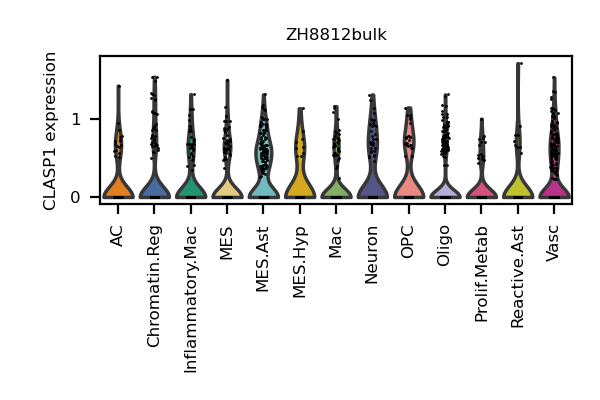 ZH8812bulk
CLASP1 expression
1
0
AC
Chromatin.Reg
Inflammatory.Mac
MES
MES.Ast
MES.Hyp
Mac
Neuron
OPC
Oligo
Prolif.Metab
Reactive.Ast
Vasc